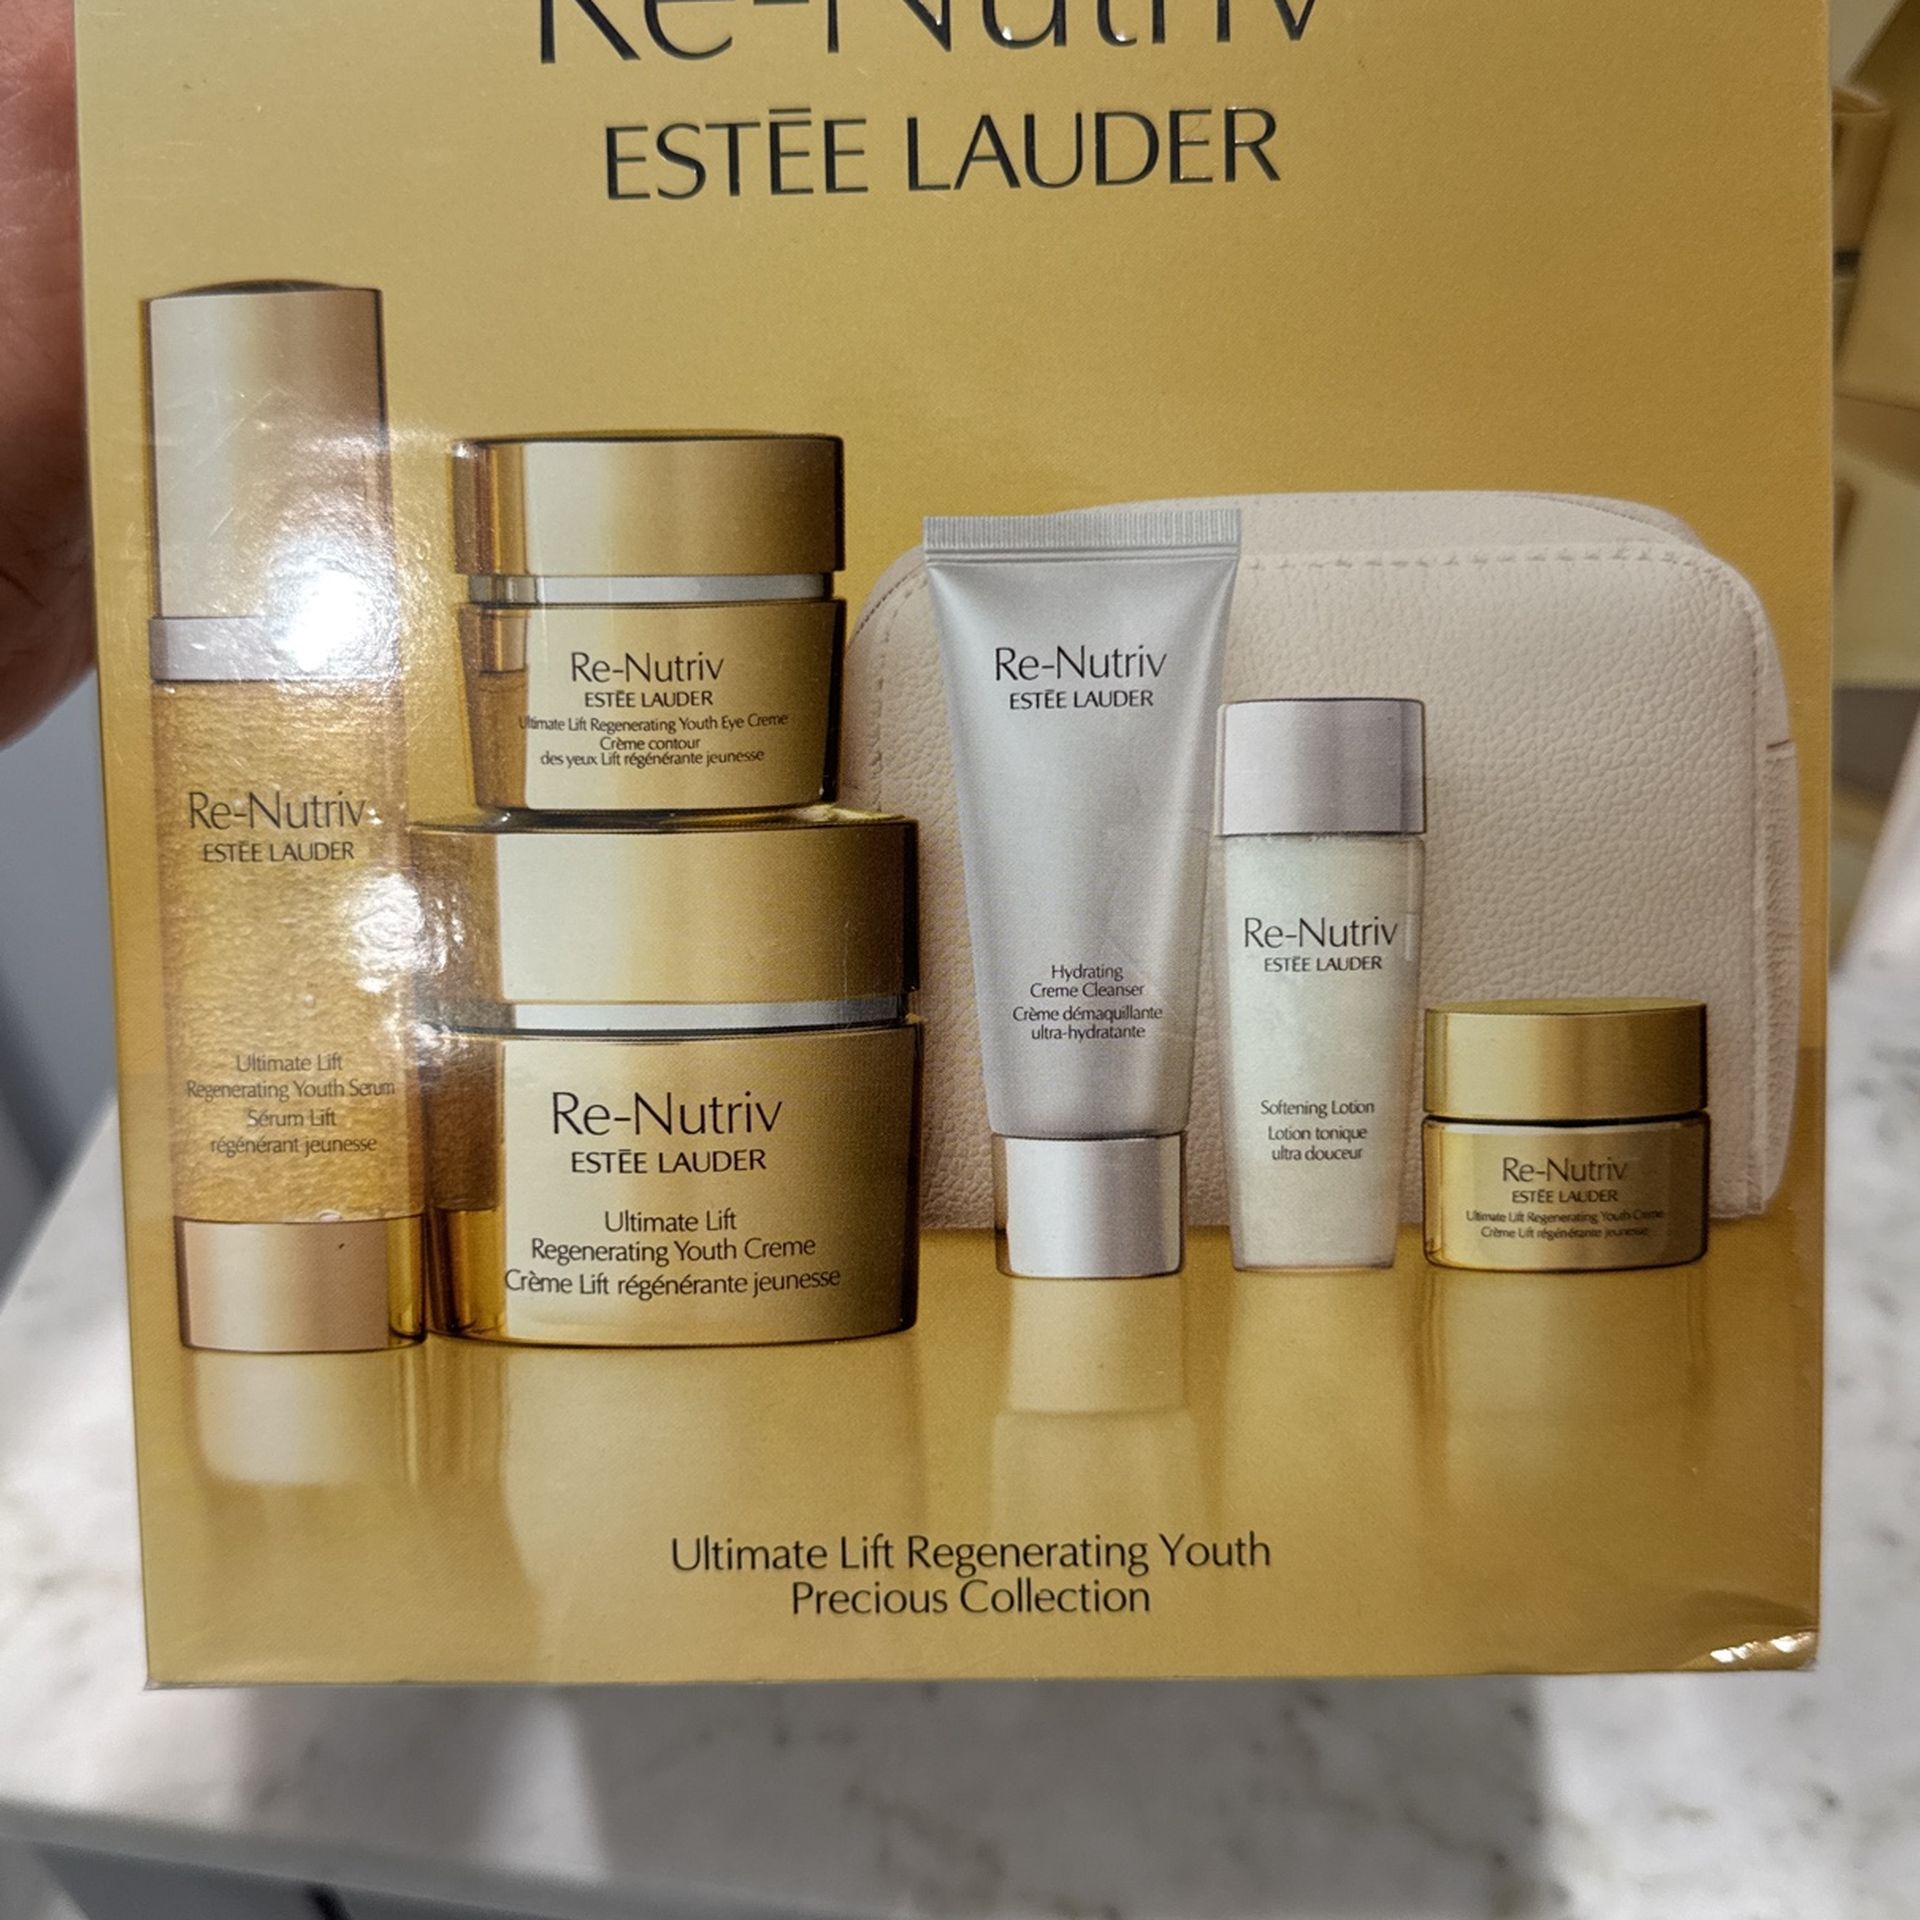 Re-Nutriv
ESTĒE LAUDER
Re-Nutriv
ESTĒE LAUDER
Ultimate Lift
Regenerating Youth Serum
Sérum Lift
régénérant jeunesse
Re-Nutriv
ESTĒE LAUDER
Ultimate Lift Regenerating Youth Eye Creme
Crème contour
des yeux Lift régénérante jeunesse
Re-Nutriv
ESTĒE LAUDER
Ultimate Lift
Regenerating Youth Creme
Crème Lift régénérante jeunesse
Re-Nutriv
ESTĒE LAUDER
Hydrating
Creme Cleanser
Crème démaquillante
ultra-hydratante
Re-Nutriv
ESTĒE LAUDER
Softening Lotion
Lotion tonique
ultra douceur
Re-Nutriv
ESTĒE LAUDER
Ultimate Lift Regenerating Youth Creme
Crème Lift régénérante jeunesse
Ultimate Lift Regenerating Youth
Precious Collection